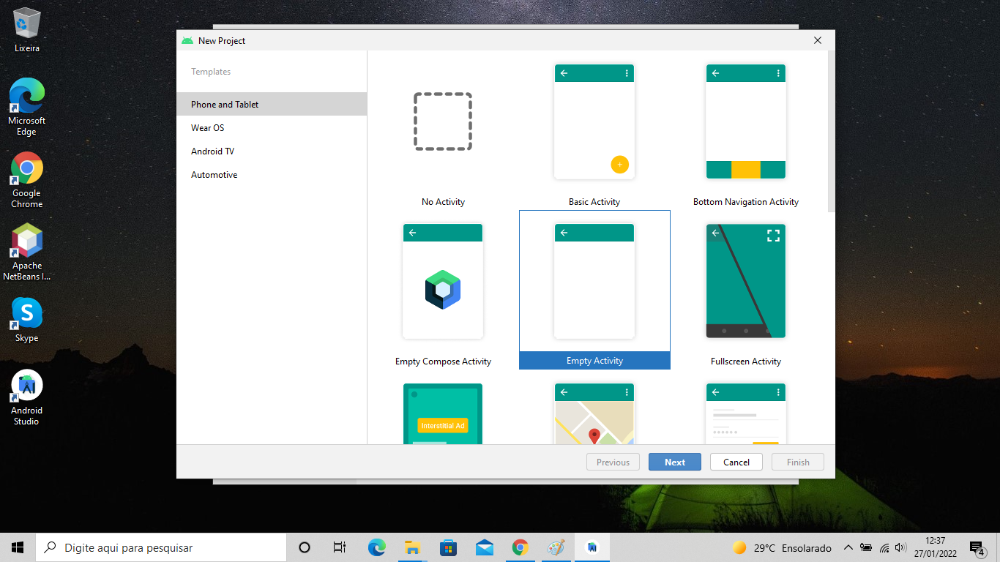 Lixeira
Microsoft
Edge
Google
Chrome
Apache
NetBeans I...
Skype
Android
Studio
New Project
Templates
Phone and Tablet
Wear OS
Android TV
Automotive
No Activity
Basic Activity
Bottom Navigation Activity
Empty Compose Activity
Empty Activity
Fullscreen Activity
Interstitial Ad
Previous
Next
Cancel
Finish
Digite aqui para pesquisar
29°C Ensolarado
12:37
27/01/2022
4